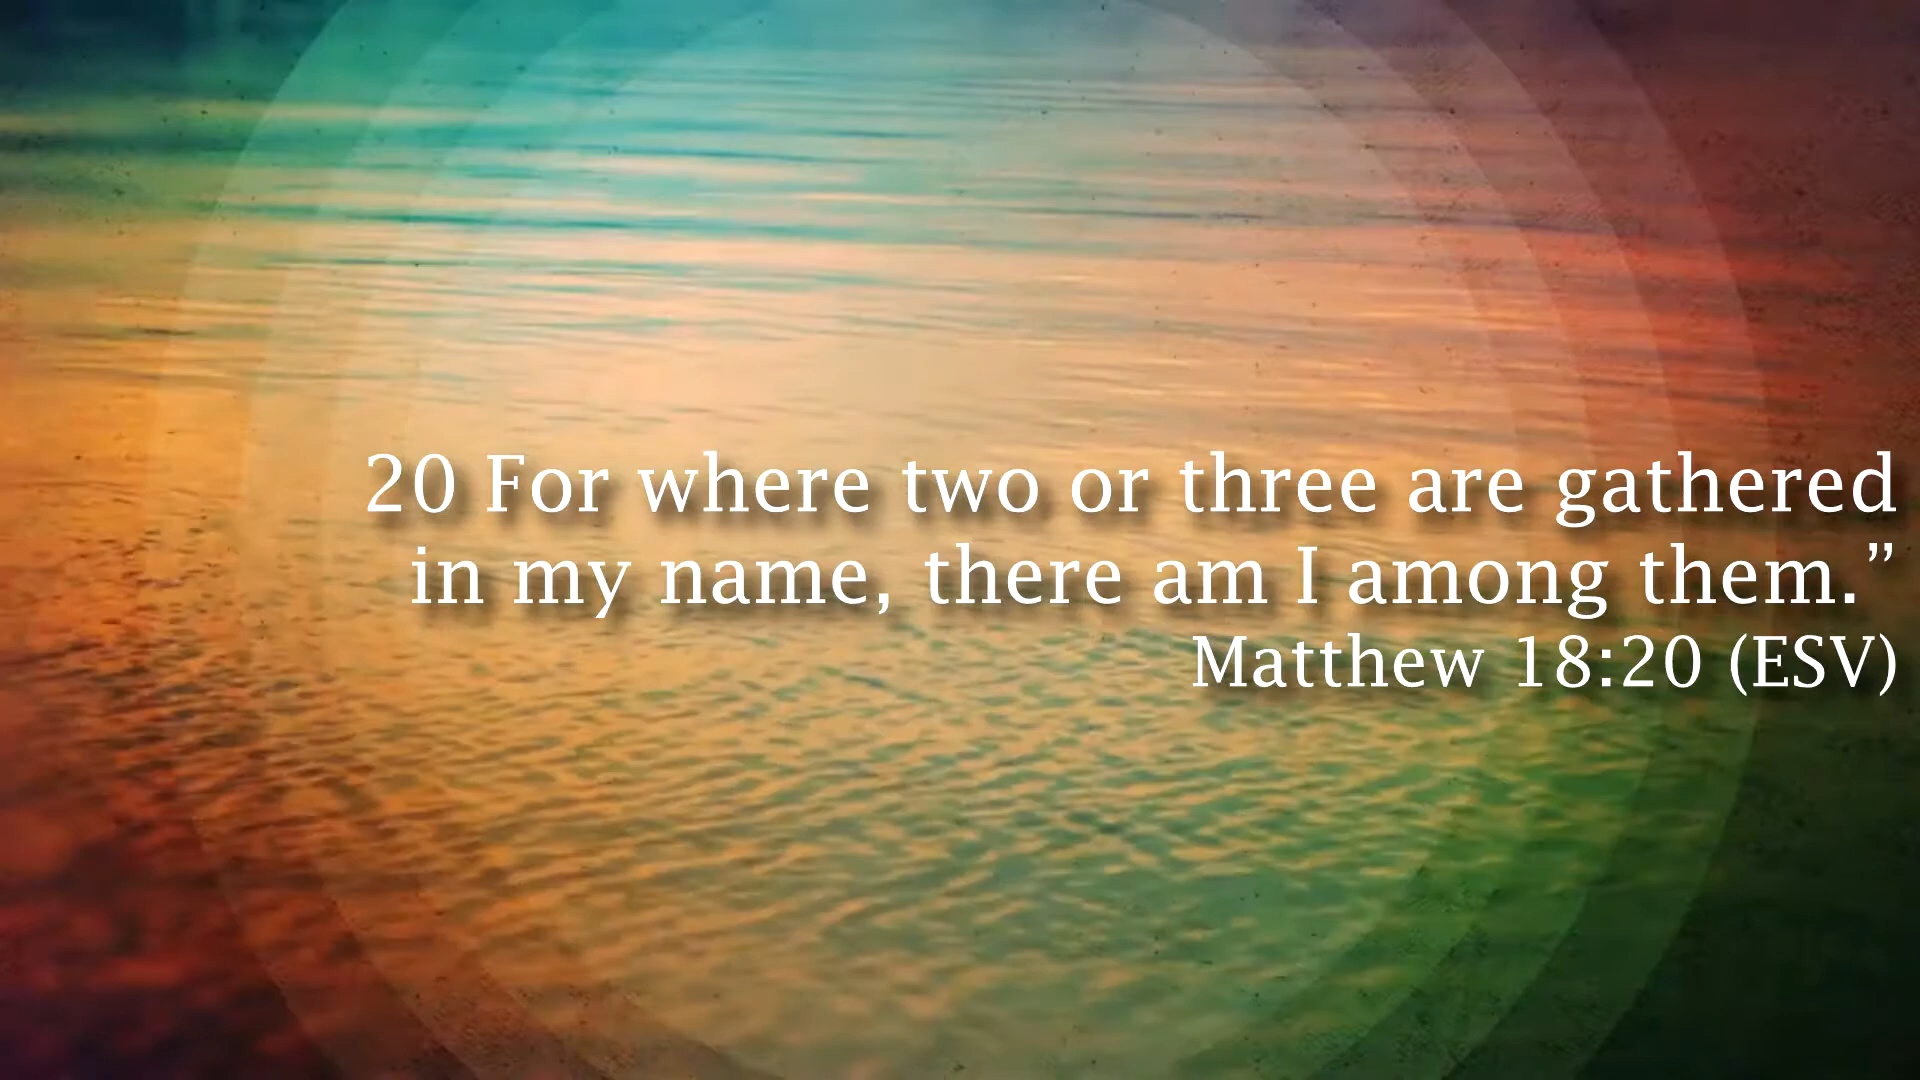 20 For where two or three are gathered
in my name, there am I among them.”
Matthew 18:20 (ESV)